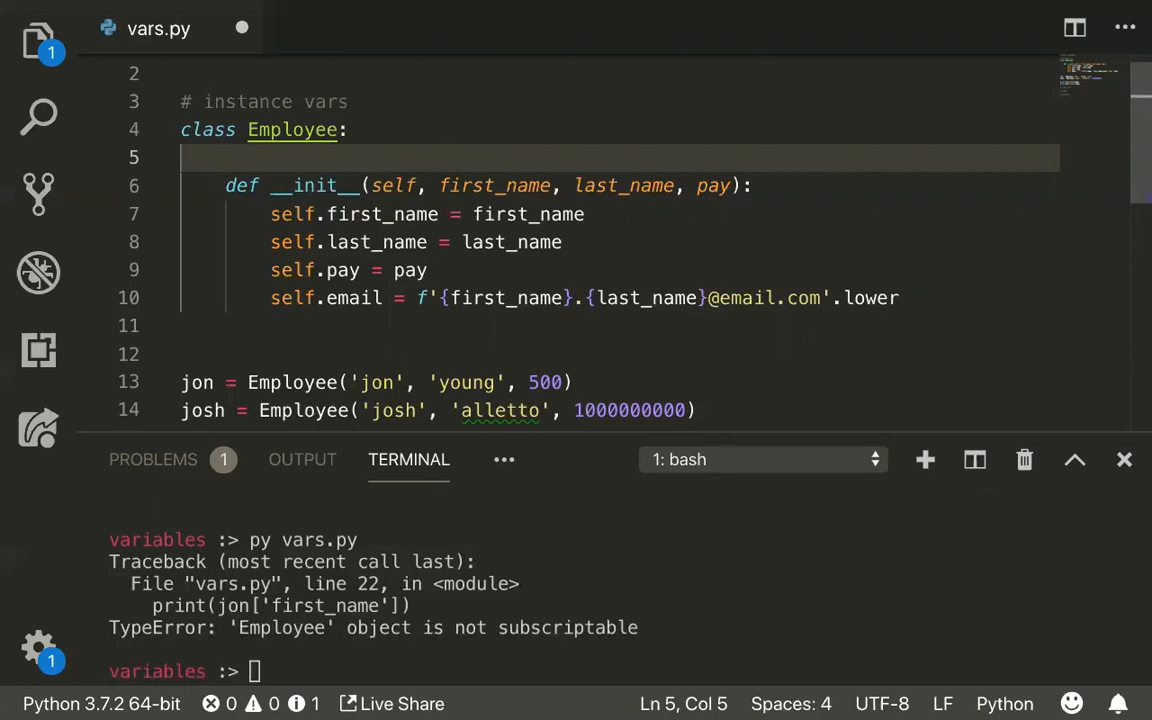 1
vars.py
2
3 # instance vars
4 class Employee:
5
6 def __init__(self, first_name, last_name, pay):
7 self.first_name = first_name
8 self.last_name = last_name
9 self.pay = pay
10 self.email = f'{first_name}.{last_name}@email.com'.lower
11
12
13 jon = Employee('jon', 'young', 500)
14 josh = Employee('josh', 'alletto', 1000000000)
PROBLEMS 1 OUTPUT TERMINAL ••• 1: bash
variables :> py vars.py
Traceback (most recent call last):
File "vars.py", line 22, in <module>
print(jon['first_name'])
TypeError: 'Employee' object is not subscriptable
variables :>
1
Python 3.7.2 64-bit 0 0 1 Live Share Ln 5, Col 5 Spaces: 4 UTF-8 LF Python